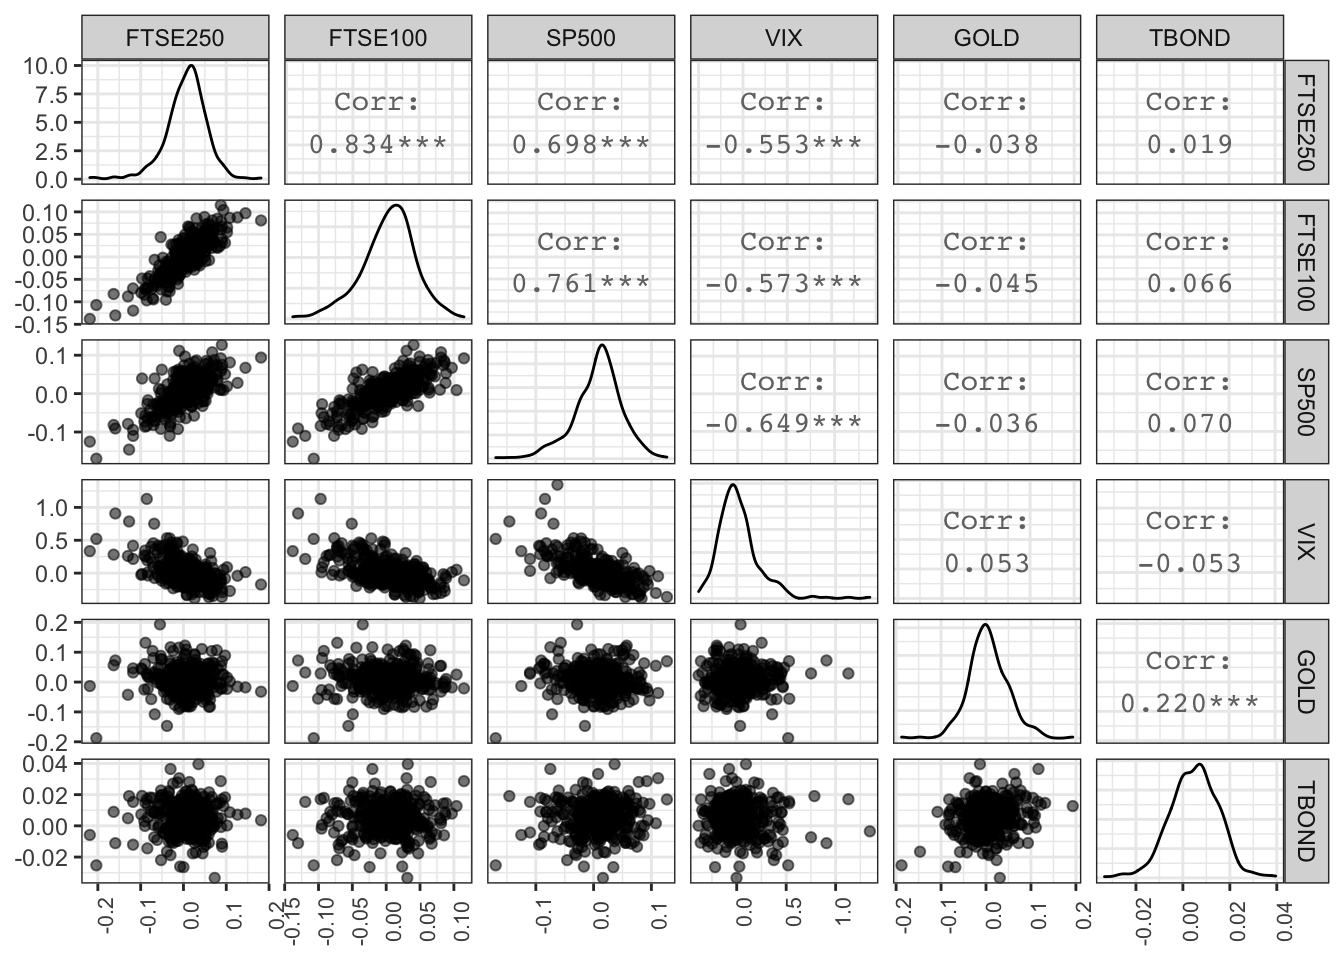 FTSE250 FTSE100 SP500 VIX GOLD TBOND
10.0
7.5
5.0
2.5
0.0
Corr:
0.834***
Corr:
0.698***
Corr:
-0.553***
Corr:
-0.038
Corr:
0.019
FTSE250
0.10
0.05
0.00
-0.05
-0.10
-0.15
Corr:
0.761***
Corr:
-0.573***
Corr:
-0.045
Corr:
0.066
FTSE100
0.1
0.0
-0.1
Corr:
-0.649***
Corr:
-0.036
Corr:
0.070
SP500
1.0
0.5
0.0
Corr:
0.053
Corr:
-0.053
VIX
0.2
0.1
0.0
-0.1
-0.2
Corr:
0.220***
GOLD
0.04
0.02
0.00
-0.02
TBOND
-0.2 -0.1 0.0 0.1 0.2
-0.15 -0.10 -0.05 0.00 0.05 0.10
-0.1 0.0 0.1
0.0 0.5 1.0
-0.2 -0.1 0.0 0.1 0.2
-0.02 0.00 0.02 0.04